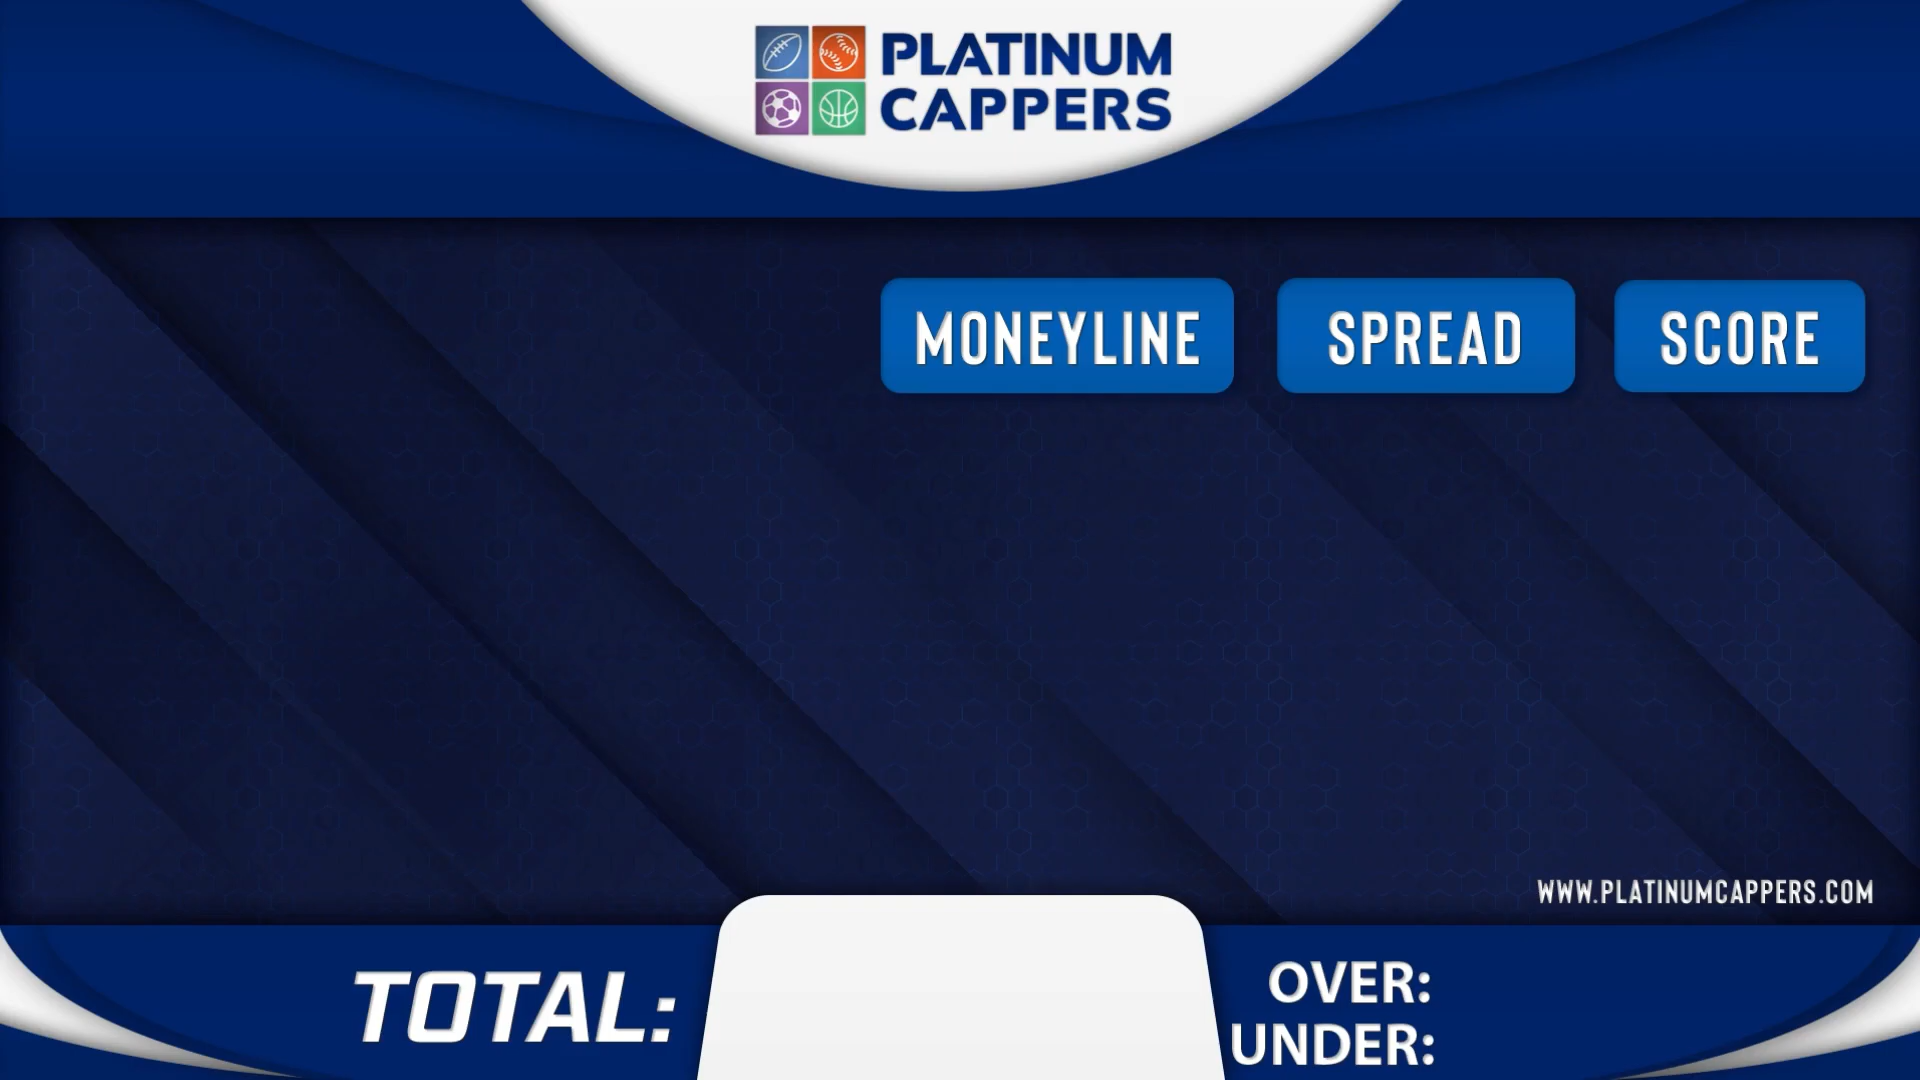 PLATINUM
CAPPERS
MONEYLINE SPREAD SCORE
WWW.PLATINUMCAPPERS.COM
TOTAL:
OVER:
UNDER: